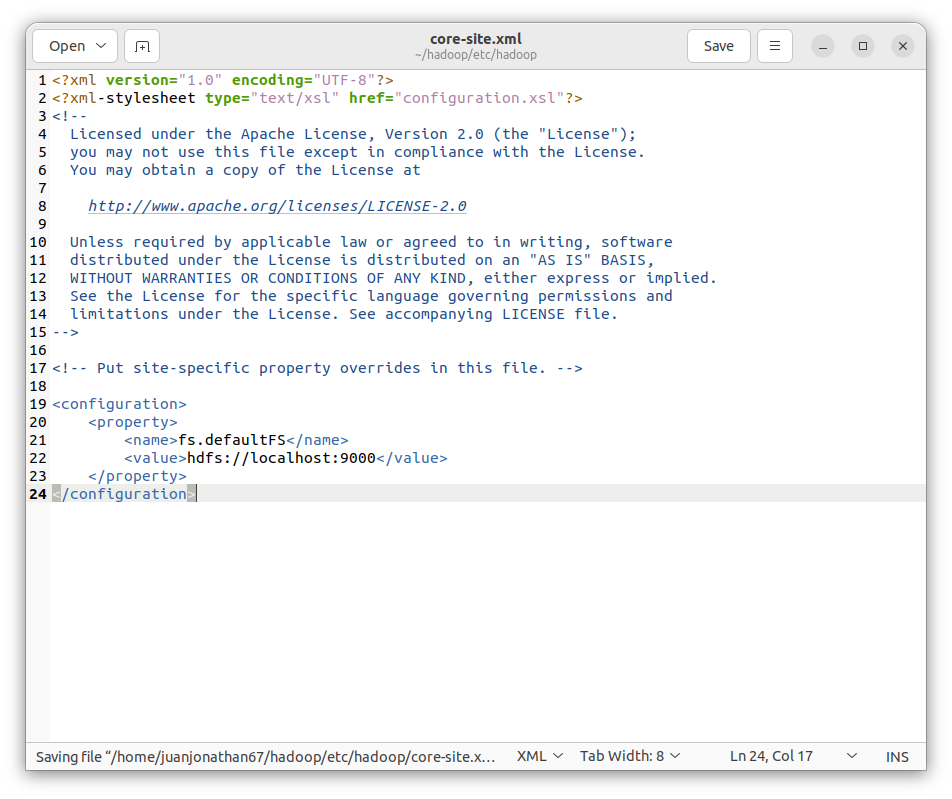 Open
core-site.xml
~/hadoop/etc/hadoop
Save
1 <?xml version="1.0" encoding="UTF-8"?>
2 <?xml-stylesheet type="text/xsl" href="configuration.xsl"?>
3 <!--
4   Licensed under the Apache License, Version 2.0 (the "License");
5   you may not use this file except in compliance with the License.
6   You may obtain a copy of the License at
7
8     http://www.apache.org/licenses/LICENSE-2.0
9
10   Unless required by applicable law or agreed to in writing, software
11   distributed under the License is distributed on an "AS IS" BASIS,
12   WITHOUT WARRANTIES OR CONDITIONS OF ANY KIND, either express or implied.
13   See the License for the specific language governing permissions and
14   limitations under the License. See accompanying LICENSE file.
15 -->
16
17 <!-- Put site-specific property overrides in this file. -->
18
19 <configuration>
20     <property>
21         <name>fs.defaultFS</name>
22         <value>hdfs://localhost:9000</value>
23     </property>
24 </configuration>
Saving file “/home/juanjonathan67/hadoop/etc/hadoop/core-site.x… XML Tab Width: 8 Ln 24, Col 17 INS